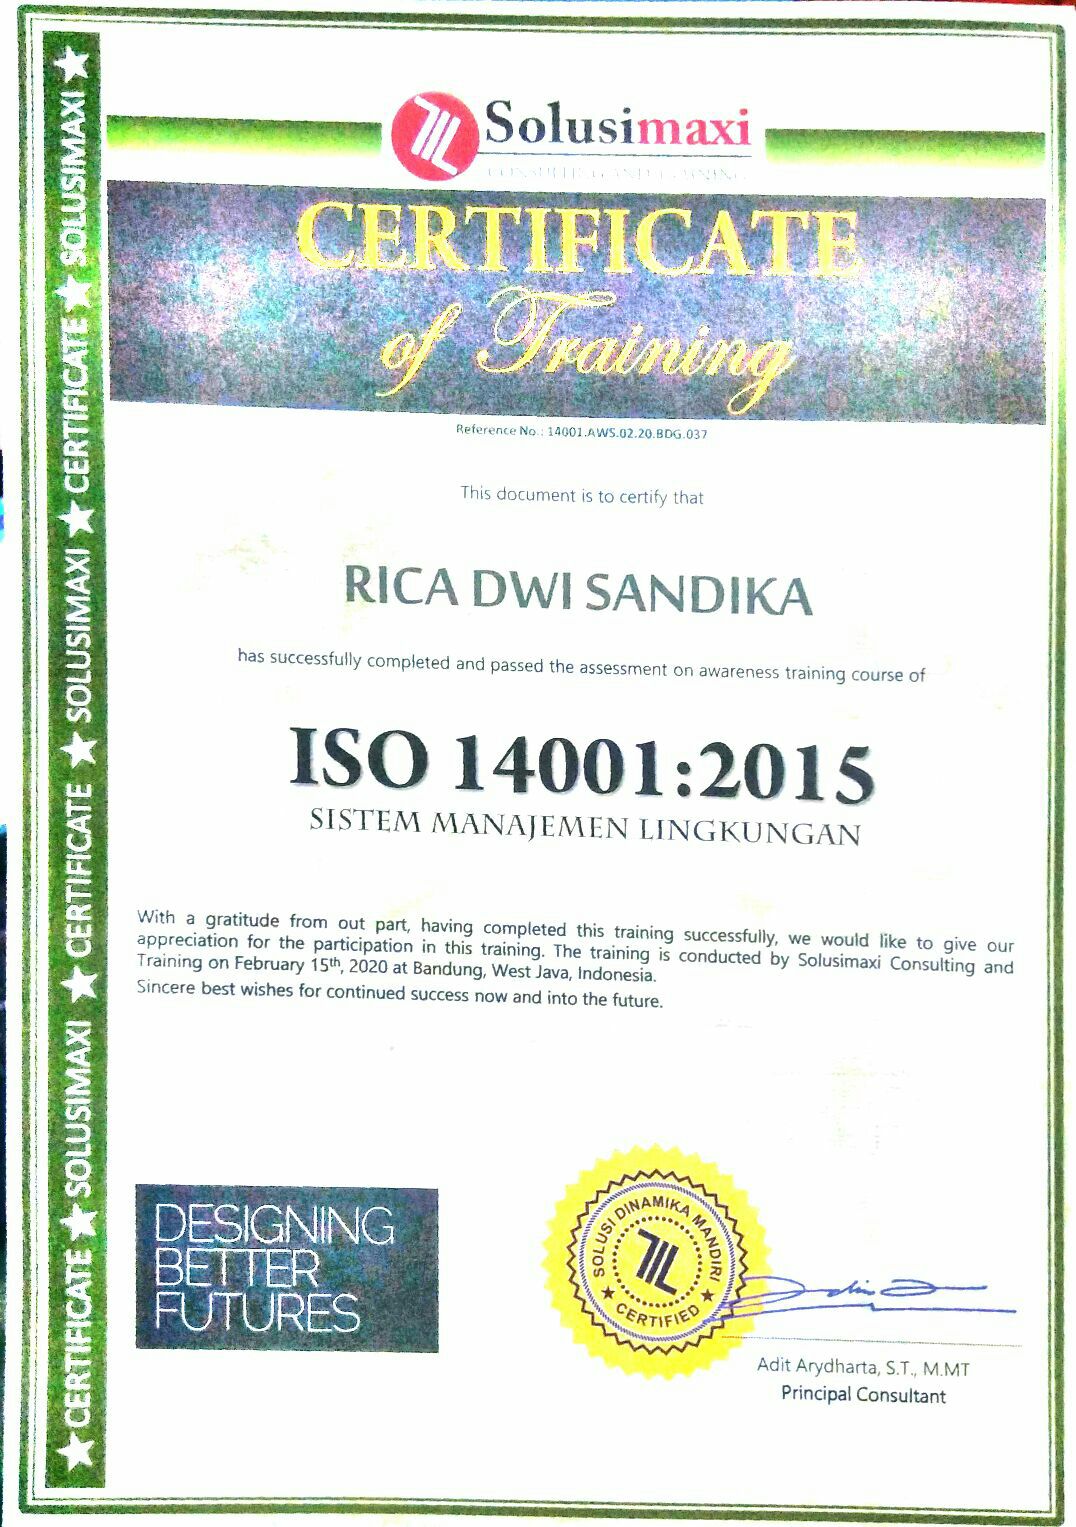 Solusimaxi
CONSULTING AND LEARNING
CERTIFICATE
of Training
Reference No.: 14001.AWS.02.20.BDG.037
This document is to certify that
RICA DWI SANDIKA
has successfully completed and passed the assessment on awareness training course of
ISO 14001:2015
SISTEM MANAJEMEN LINGKUNGAN
With a gratitude from out part, having completed this training successfully, we would like to give our
appreciation for the participation in this training. The training is conducted by Solusimaxi Consulting and
Training on February 15th, 2020 at Bandung, West Java, Indonesia.
Sincere best wishes for continued success now and into the future.
DESIGNING
BETTER
FUTURES
SOLUSI DINAMIKA MANDIRI
CERTIFIED
Adit Arydharta, S.T., M.MT
Principal Consultant
★ CERTIFICATE ★ SOLUSIMAXI ★ CERTIFICATE ★ SOLUSIMAXI ★ CERTIFICATE ★ SOLUSIMAXI ★